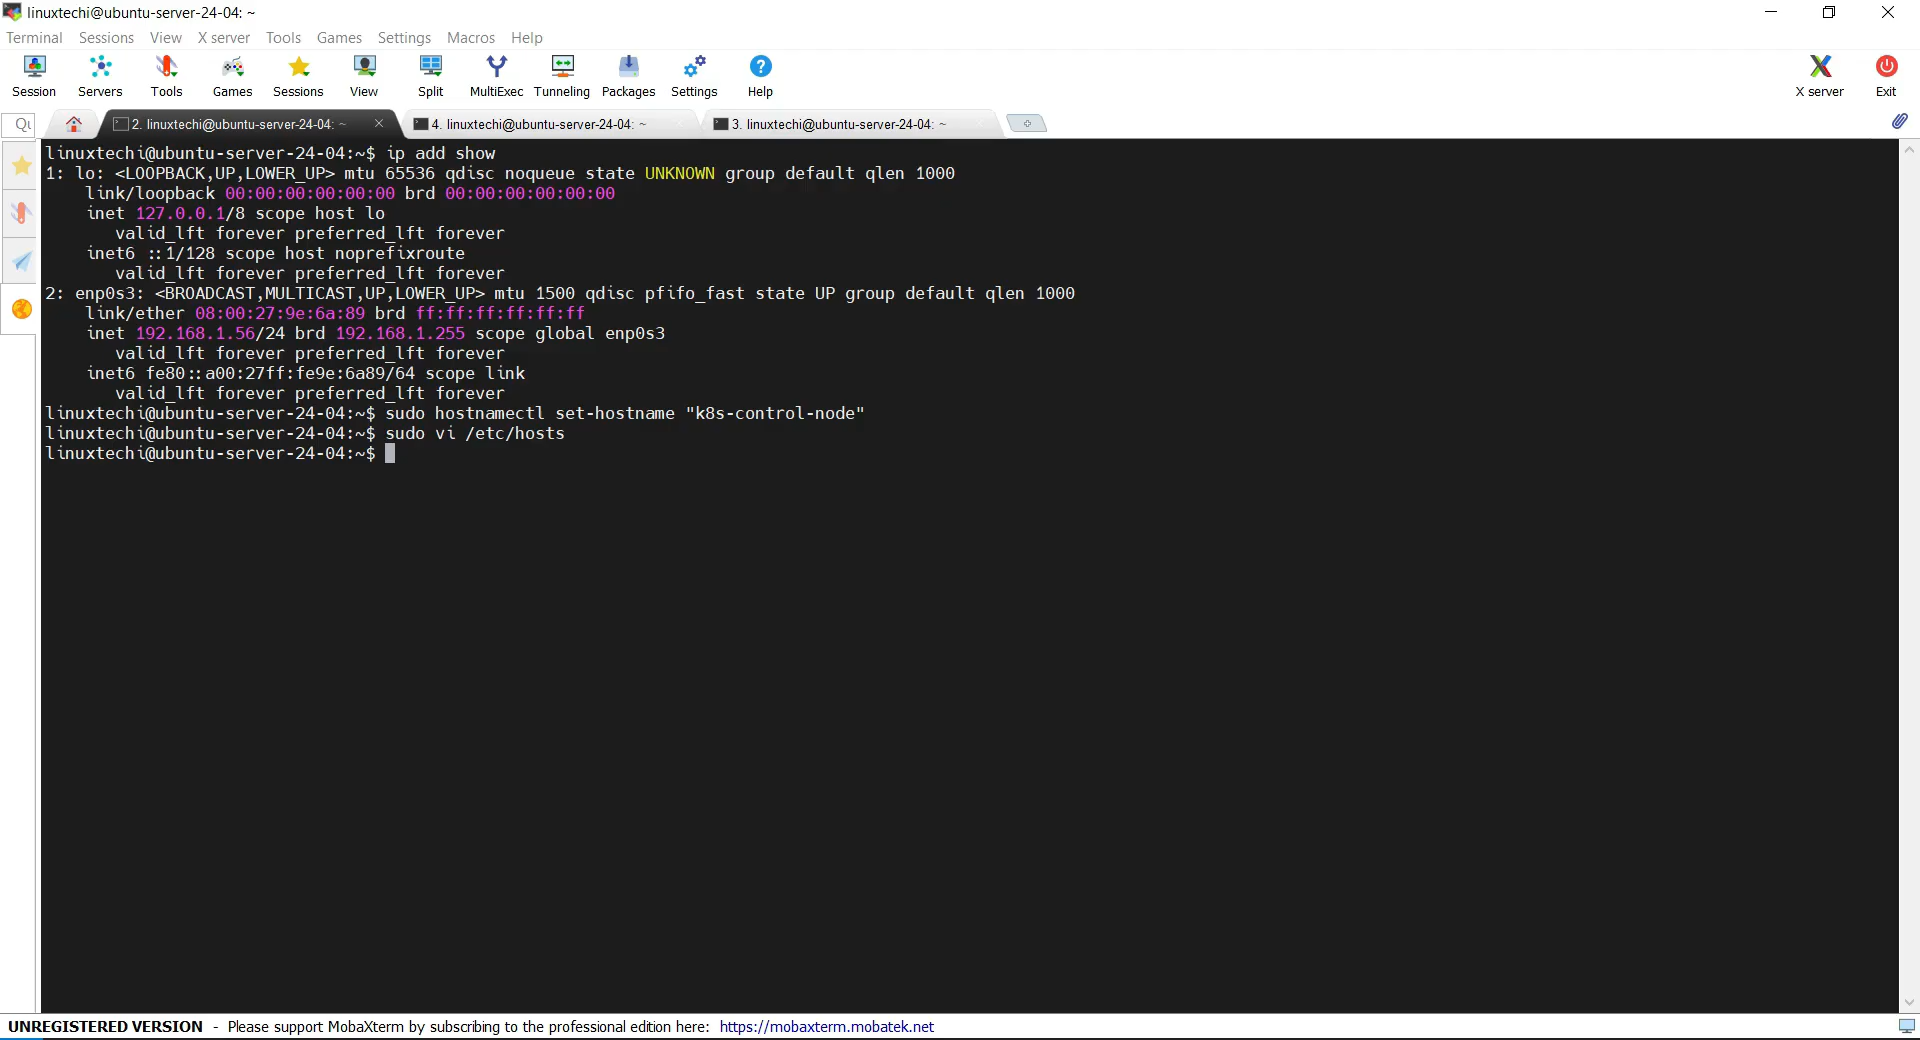 linuxtechi@ubuntu-server-24-04: ~
Terminal Sessions View X server Tools Games Settings Macros Help
Session Servers Tools Games Sessions View Split MultiExec Tunneling Packages Settings Help X server Exit
2. linuxtechi@ubuntu-server-24-04: ~ 4. linuxtechi@ubuntu-server-24-04: ~ 3. linuxtechi@ubuntu-server-24-04: ~
linuxtechi@ubuntu-server-24-04:~$ ip add show
1: lo: <LOOPBACK,UP,LOWER_UP> mtu 65536 qdisc noqueue state UNKNOWN group default qlen 1000
link/loopback 00:00:00:00:00:00 brd 00:00:00:00:00:00
inet 127.0.0.1/8 scope host lo
valid_lft forever preferred_lft forever
inet6 ::1/128 scope host noprefixroute
valid_lft forever preferred_lft forever
2: enp0s3: <BROADCAST,MULTICAST,UP,LOWER_UP> mtu 1500 qdisc pfifo_fast state UP group default qlen 1000
link/ether 08:00:27:9e:6a:89 brd ff:ff:ff:ff:ff:ff
inet 192.168.1.56/24 brd 192.168.1.255 scope global enp0s3
valid_lft forever preferred_lft forever
inet6 fe80::a00:27ff:fe9e:6a89/64 scope link
valid_lft forever preferred_lft forever
linuxtechi@ubuntu-server-24-04:~$ sudo hostnamectl set-hostname "k8s-control-node"
linuxtechi@ubuntu-server-24-04:~$ sudo vi /etc/hosts
linuxtechi@ubuntu-server-24-04:~$
UNREGISTERED VERSION - Please support MobaXterm by subscribing to the professional edition here: https://mobaxterm.mobatek.net